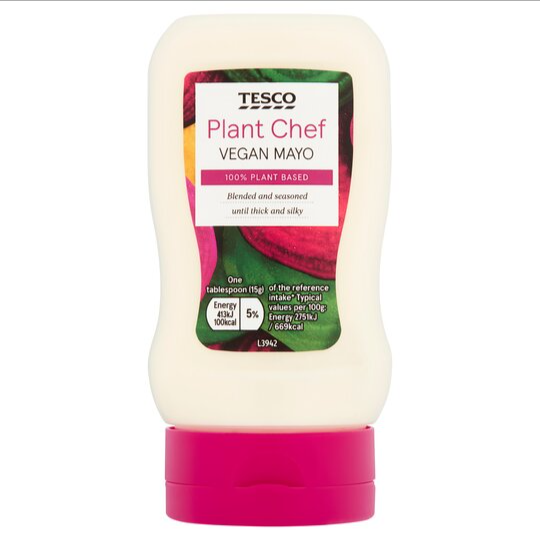 TESCO
Plant Chef
VEGAN MAYO
100% PLANT BASED
Blended and seasoned
until thick and silky
One
tablespoon (15g)
Energy
413kJ
100kcal
5%
of the reference
intake* Typical
values per 100g:
Energy 2751kJ
/ 669kcal
L3942